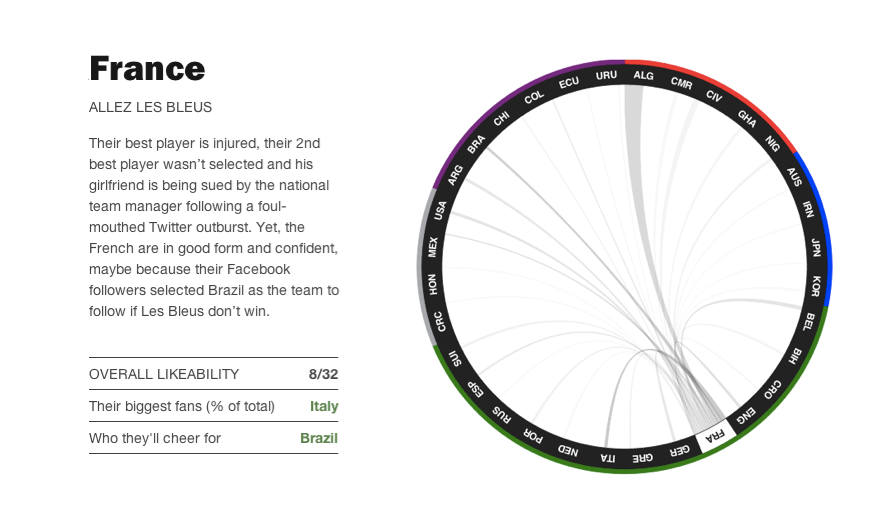 France
ALLEZ LES BLEUS
Their best player is injured, their 2nd
best player wasn't selected and his
girlfriend is being sued by the national
team manager following a foul-
mouthed Twitter outburst. Yet, the
French are in good form and confident,
maybe because their Facebook
followers selected Brazil as the team to
follow if Les Bleus don't win.
OVERALL LIKEABILITY 8/32
Their biggest fans (% of total) Italy
Who they'll cheer for Brazil
ALG
CMR
CIV
GHA
NIG
AUS
IRN
JPN
KOR
BEL
BIH
CRO
ENG
FRA
GER
GRE
ITA
NED
POR
RUS
ESP
SUI
CRC
HON
MEX
USA
ARG
BRA
CHI
COL
ECU
URU